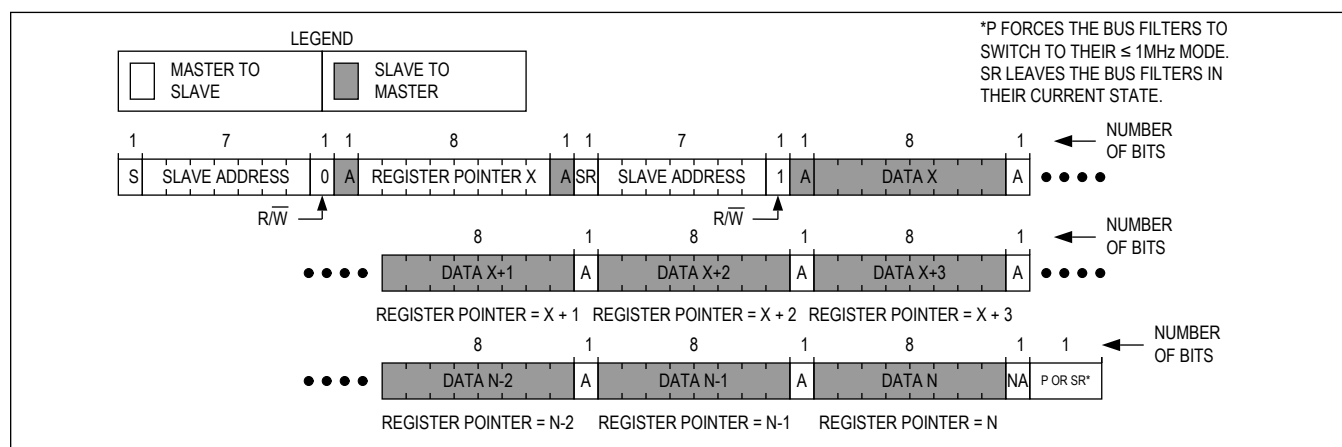 LEGEND
MASTER TO
SLAVE
SLAVE TO
MASTER
*P FORCES THE BUS FILTERS TO
SWITCH TO THEIR ≤ 1MHz MODE.
SR LEAVES THE BUS FILTERS IN
THEIR CURRENT STATE.
1 7 1 1 8 1 1 7 1 1 8 1 NUMBER
OF BITS
S SLAVE ADDRESS 0 A REGISTER POINTER X A SR SLAVE ADDRESS 1 A DATA X A
R/W̅ R/W̅
8 1 8 1 8 1 NUMBER
OF BITS
DATA X+1 A DATA X+2 A DATA X+3 A
REGISTER POINTER = X + 1 REGISTER POINTER = X + 2 REGISTER POINTER = X + 3
8 1 8 1 8 1 1 NUMBER
OF BITS
DATA N-2 A DATA N-1 A DATA N NA P OR SR*
REGISTER POINTER = N-2 REGISTER POINTER = N-1 REGISTER POINTER = N